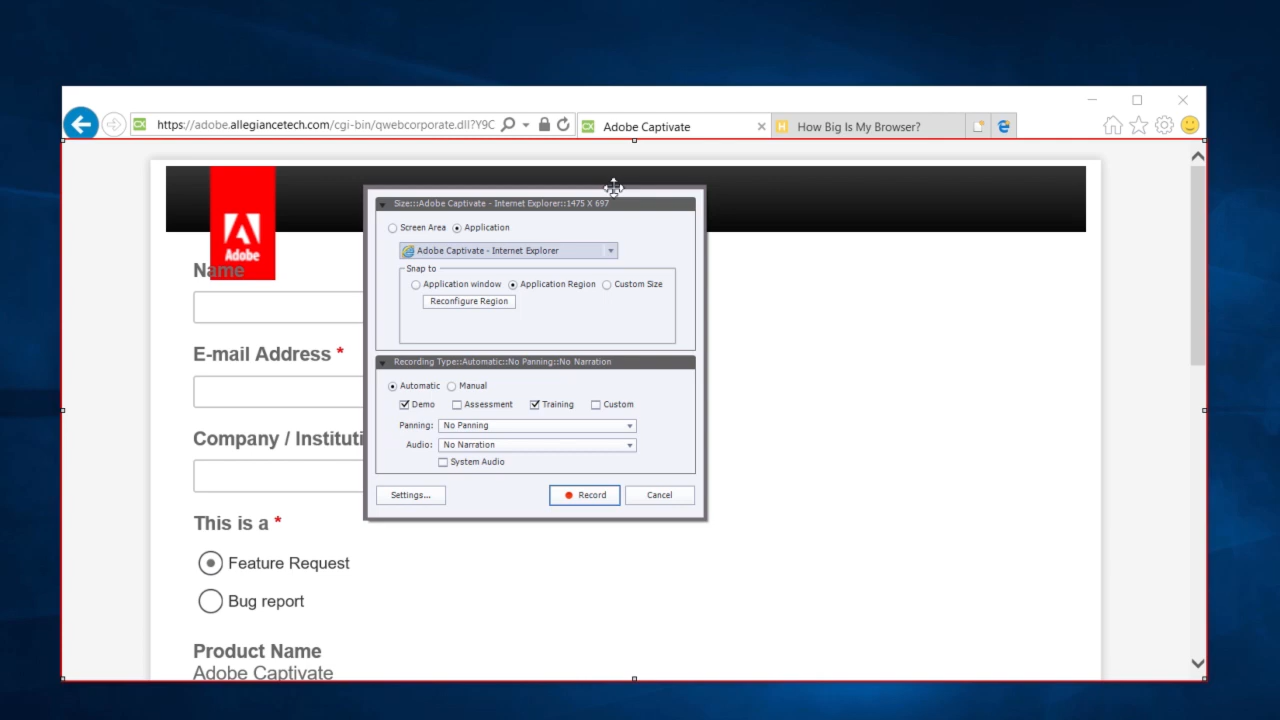 https://adobe.allegiancetech.com/cgi-bin/qwebcorporate.dll?Y9C
Adobe Captivate
How Big Is My Browser?
Adobe
Size:::Adobe Captivate - Internet Explorer::1475 X 697
Screen Area Application
Adobe Captivate - Internet Explorer
Snap to
Application window Application Region Custom Size
Reconfigure Region
Recording Type::Automatic::No Panning::No Narration
Automatic Manual
Demo Assessment Training Custom
Panning: No Panning
Audio: No Narration
System Audio
Settings... Record Cancel
Name
E-mail Address *
Company / Instituti
This is a *
Feature Request
Bug report
Product Name
Adobe Captivate